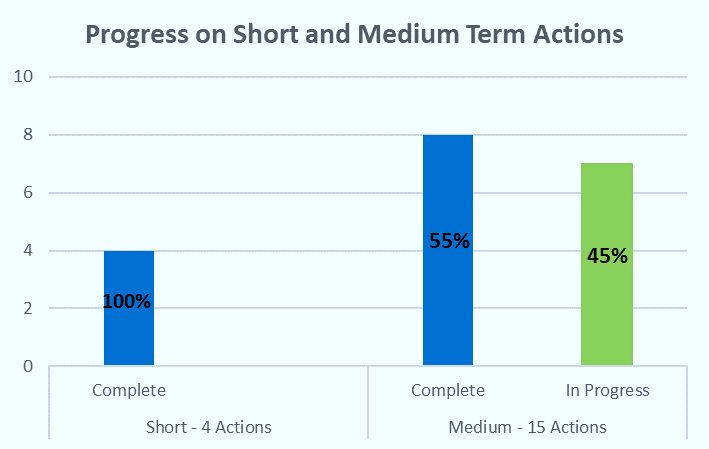 Progress on Short and Medium Term Actions
10
8
6
4
2
0
100%
55%
45%
Complete
Complete
In Progress
Short - 4 Actions
Medium - 15 Actions